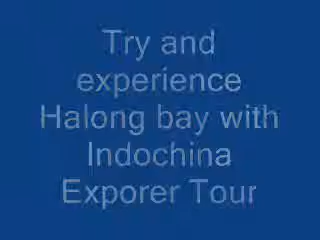 Try and
experience
Halong bay with
Indochina
Exporer Tour